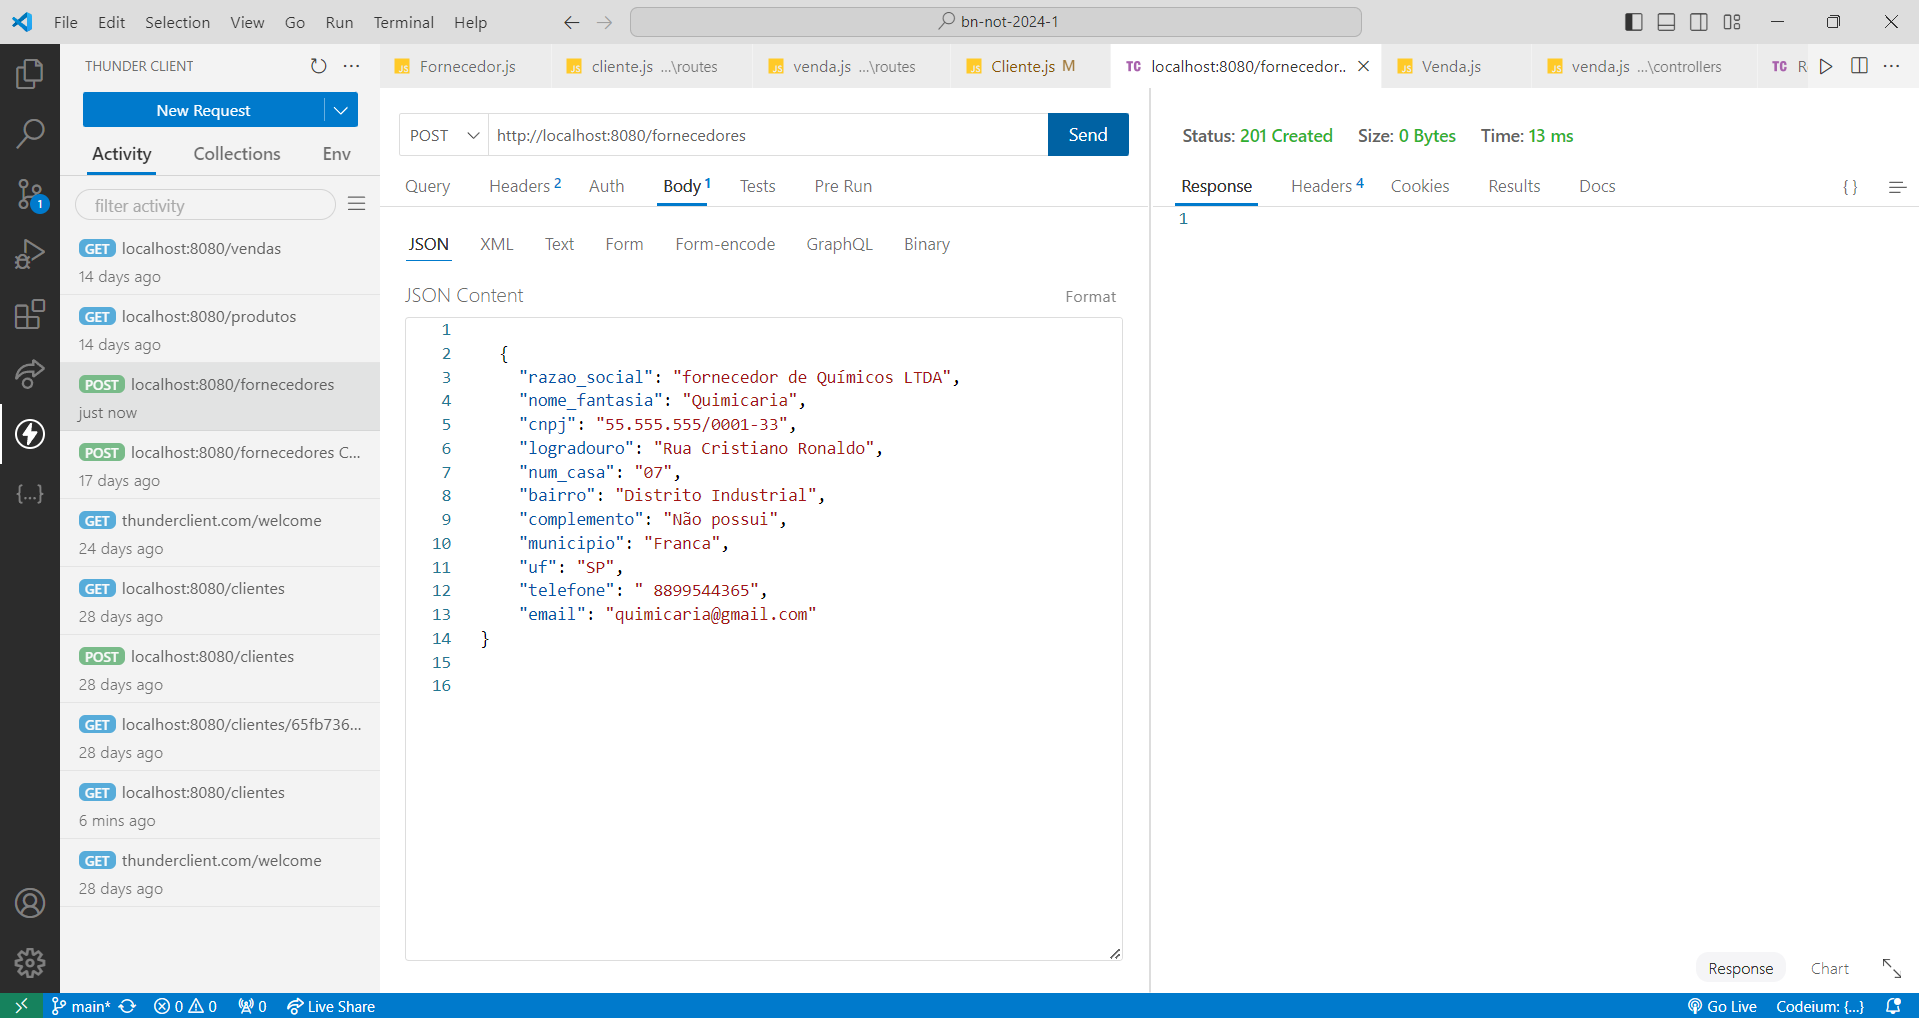 File Edit Selection View Go Run Terminal Help
bn-not-2024-1
THUNDER CLIENT
New Request
Activity Collections Env
filter activity
GET localhost:8080/vendas
14 days ago
GET localhost:8080/produtos
14 days ago
POST localhost:8080/fornecedores
just now
POST localhost:8080/fornecedores C...
17 days ago
GET thunderclient.com/welcome
24 days ago
GET localhost:8080/clientes
28 days ago
POST localhost:8080/clientes
28 days ago
GET localhost:8080/clientes/65fb736...
28 days ago
GET localhost:8080/clientes
6 mins ago
GET thunderclient.com/welcome
28 days ago
1
{...}
JS Fornecedor.js JS cliente.js ...\routes JS venda.js ...\routes JS Cliente.js M TC localhost:8080/fornecedor.. JS Venda.js JS venda.js ...\controllers TC R
POST http://localhost:8080/fornecedores Send
Query Headers 2 Auth Body 1 Tests Pre Run
JSON XML Text Form Form-encode GraphQL Binary
JSON Content Format
1
2 {
3 "razao_social": "fornecedor de Químicos LTDA",
4 "nome_fantasia": "Quimicaria",
5 "cnpj": "55.555.555/0001-33",
6 "logradouro": "Rua Cristiano Ronaldo",
7 "num_casa": "07",
8 "bairro": "Distrito Industrial",
9 "complemento": "Não possui",
10 "municipio": "Franca",
11 "uf": "SP",
12 "telefone": " 8899544365",
13 "email": "quimicaria@gmail.com"
14 }
15
16
Status: 201 Created Size: 0 Bytes Time: 13 ms
Response Headers 4 Cookies Results Docs { }
1
Response Chart
main* 0 0 0 Live Share Go Live Codeium: {...}